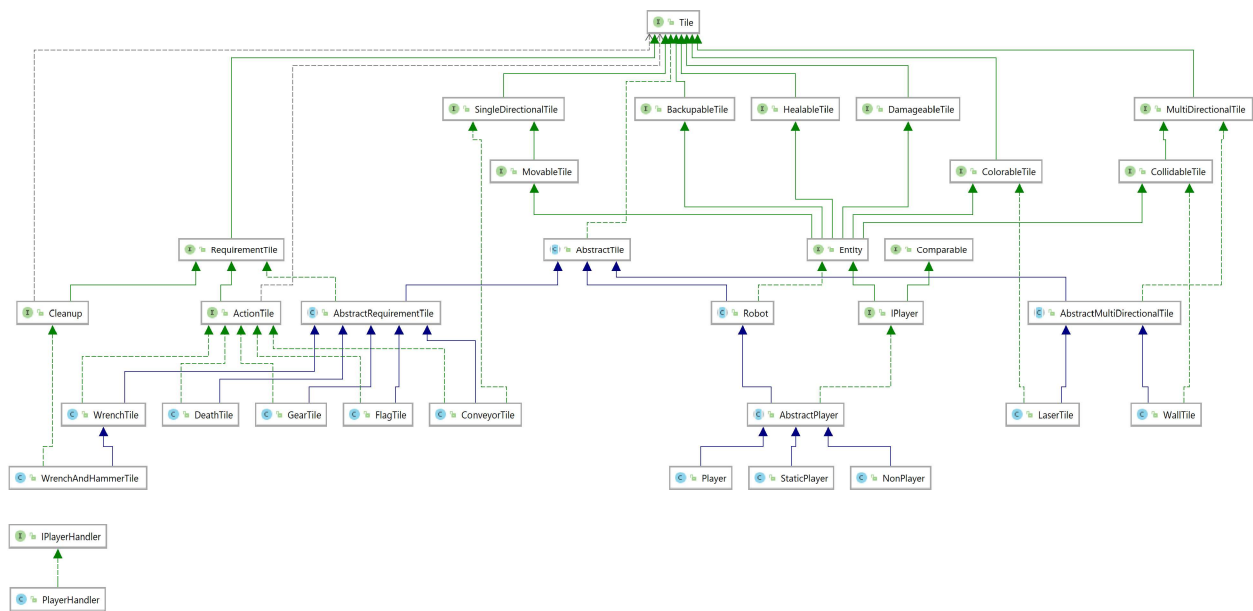 I Tile
I SingleDirectionalTile
I BackupableTile
I HealableTile
I DamageableTile
I MultiDirectionalTile
I MovableTile
I ColorableTile
I CollidableTile
I RequirementTile
C AbstractTile
I Entity
I Comparable
I Cleanup
I ActionTile
C AbstractRequirementTile
C Robot
I IPlayer
C AbstractMultiDirectionalTile
C WrenchTile
C DeathTile
C GearTile
C FlagTile
C ConveyorTile
C AbstractPlayer
C LaserTile
C WallTile
C WrenchAndHammerTile
C Player
C StaticPlayer
C NonPlayer
I IPlayerHandler
C PlayerHandler